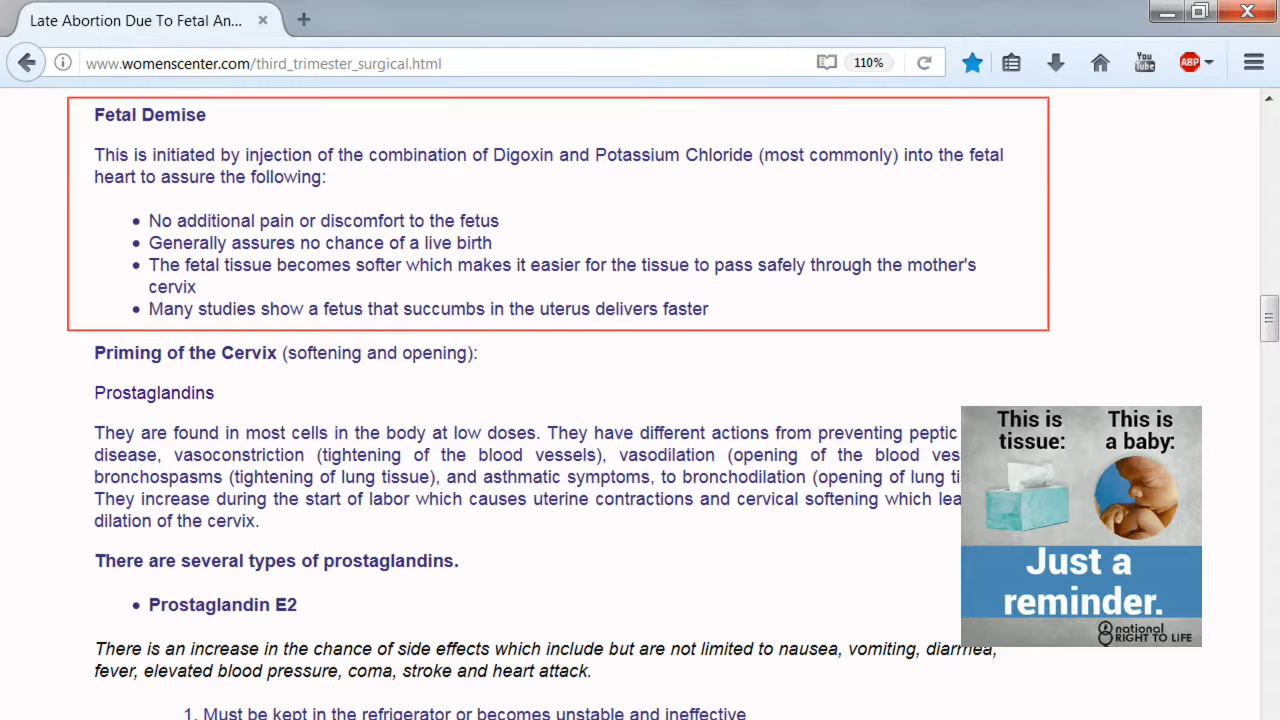 Late Abortion Due To Fetal An...
www.womenscenter.com/third_trimester_surgical.html
110%
You
Tube
ABP
Fetal Demise
This is initiated by injection of the combination of Digoxin and Potassium Chloride (most commonly) into the fetal
heart to assure the following:
• No additional pain or discomfort to the fetus
• Generally assures no chance of a live birth
• The fetal tissue becomes softer which makes it easier for the tissue to pass safely through the mother's
cervix
• Many studies show a fetus that succumbs in the uterus delivers faster
Priming of the Cervix (softening and opening):
Prostaglandins
They are found in most cells in the body at low doses. They have different actions from preventing peptic
disease, vasoconstriction (tightening of the blood vessels), vasodilation (opening of the blood ves
bronchospasms (tightening of lung tissue), and asthmatic symptoms, to bronchodilation (opening of lung ti
They increase during the start of labor which causes uterine contractions and cervical softening which lea
dilation of the cervix.
There are several types of prostaglandins.
• Prostaglandin E2
There is an increase in the chance of side effects which include but are not limited to nausea, vomiting, diarrhea,
fever, elevated blood pressure, coma, stroke and heart attack.
1. Must be kept in the refrigerator or becomes unstable and ineffective
This is
tissue:
This is
a baby:
Just a
reminder.
national
RIGHT TO LIFE